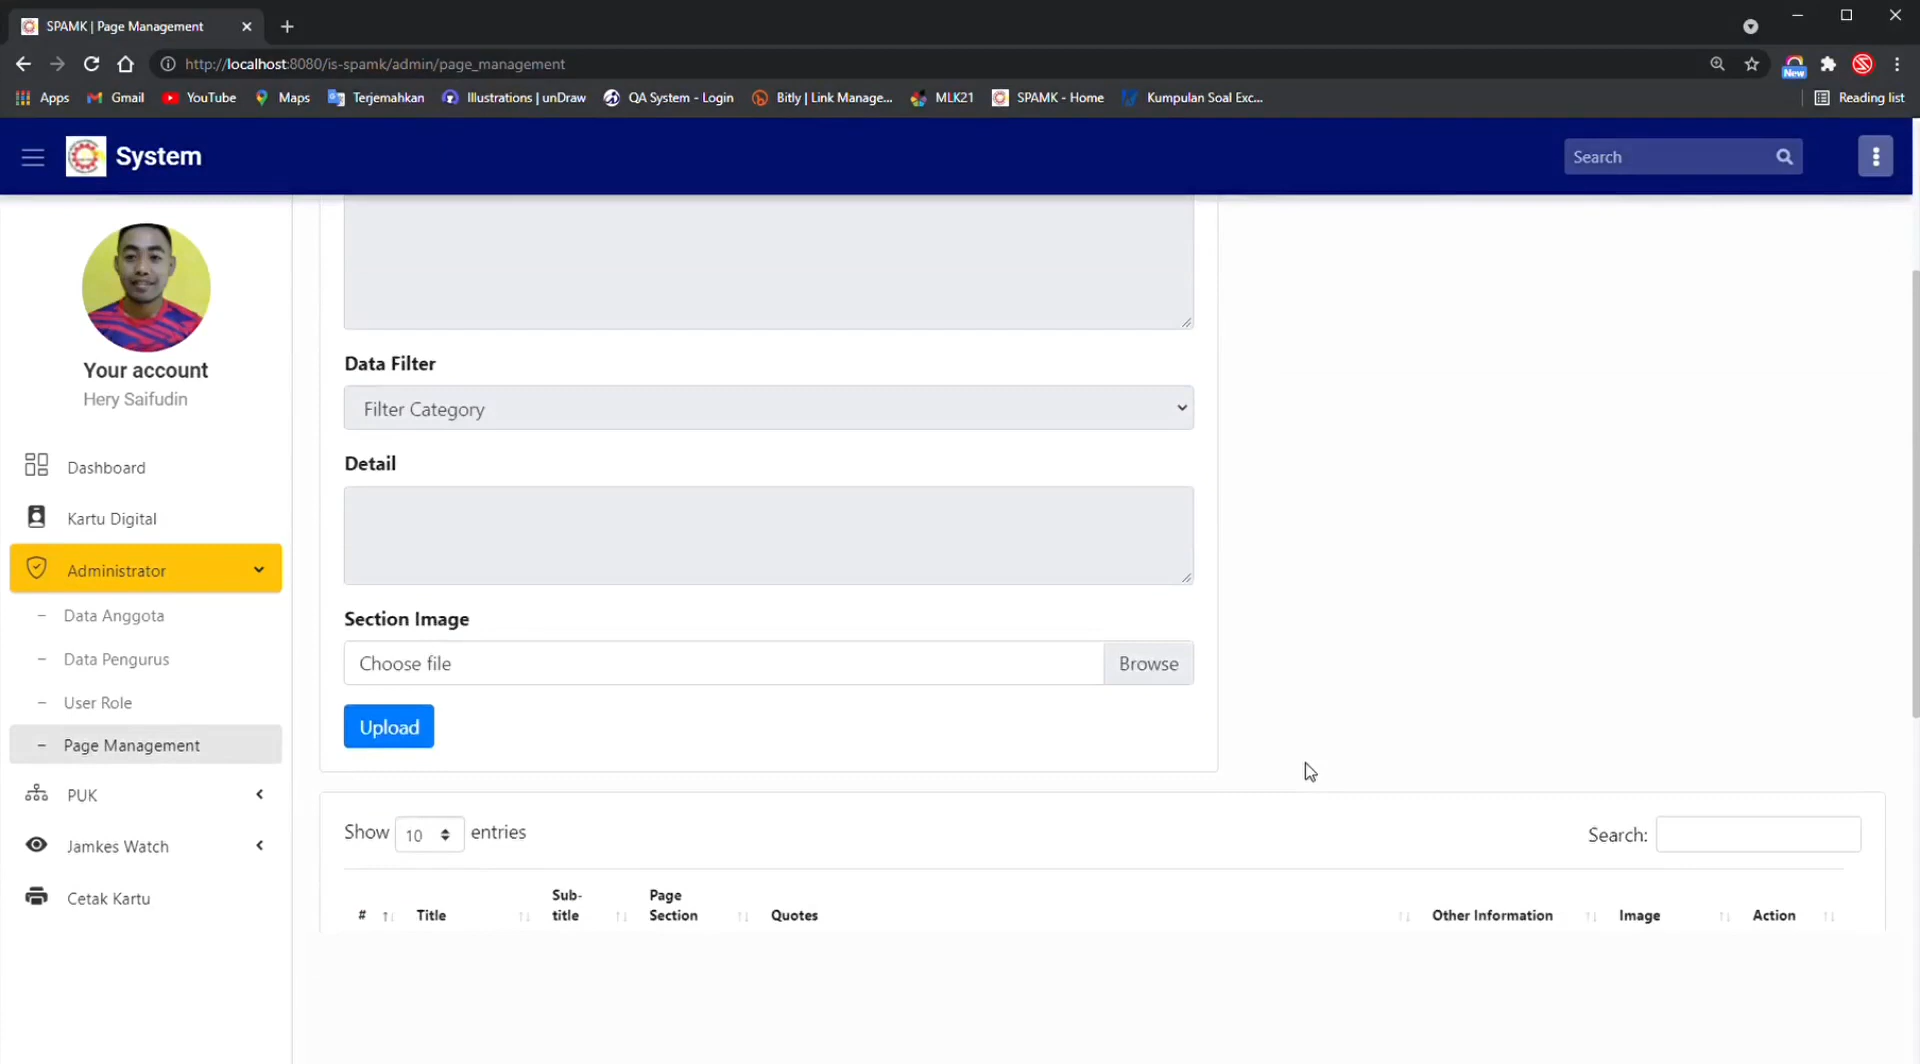 SPAMK | Page Management
http://localhost:8080/is-spamk/admin/page_management
New
Apps
Gmail
YouTube
Maps
Terjemahkan
Illustrations | unDraw
QA System - Login
Bitly | Link Manage...
MLK21
SPAMK - Home
Kumpulan Soal Exc...
Reading list
System
Search
Your account
Hery Saifudin
Dashboard
Kartu Digital
Administrator
- Data Anggota
- Data Pengurus
- User Role
- Page Management
PUK
Jamkes Watch
Cetak Kartu
Data Filter
Filter Category
Detail
Section Image
Choose file
Browse
Upload
Show 10 entries
Search:
# Title Sub-title Page Section Quotes Other Information Image Action